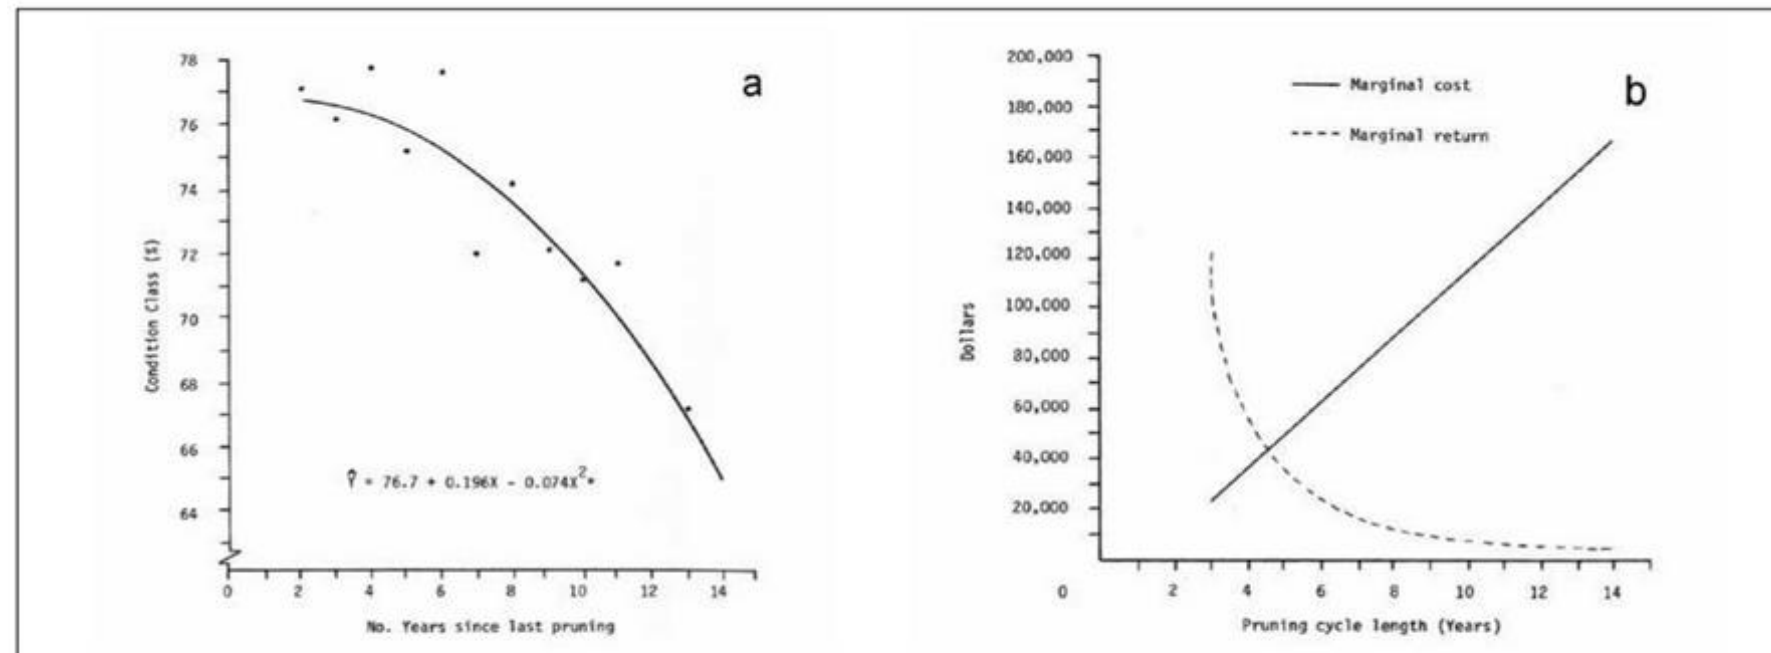 a
78
76
74
72
70
68
66
64
Condition Class (%)
Ŷ = 76.7 + 0.196X - 0.074X²*
0 2 4 6 8 10 12 14
No. Years since last pruning
b
200,000
180,000
160,000
140,000
120,000
100,000
80,000
60,000
40,000
20,000
Dollars
Marginal cost
Marginal return
0 2 4 6 8 10 12 14
Pruning cycle length (Years)